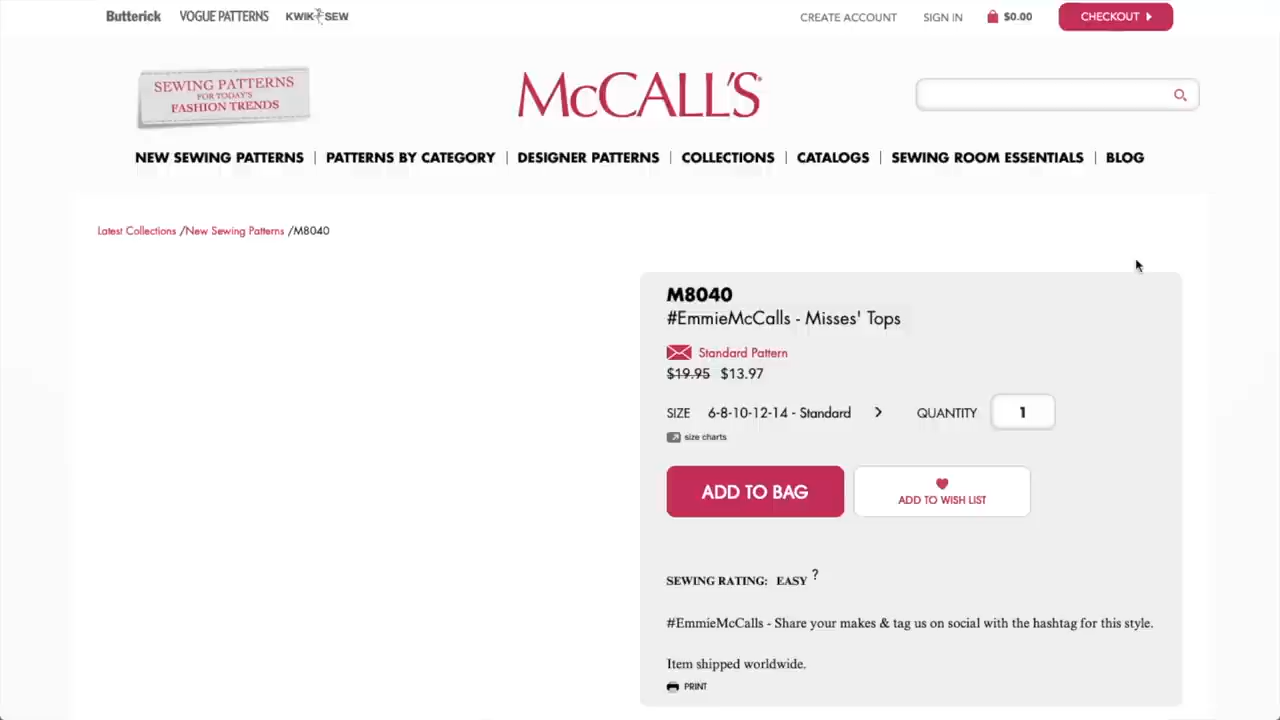 Butterick VOGUE PATTERNS KWIK SEW CREATE ACCOUNT SIGN IN $0.00 CHECKOUT
SEWING PATTERNS
FOR TODAY'S
FASHION TRENDS
McCALL'S®
NEW SEWING PATTERNS | PATTERNS BY CATEGORY | DESIGNER PATTERNS | COLLECTIONS | CATALOGS | SEWING ROOM ESSENTIALS | BLOG
Latest Collections /New Sewing Patterns /M8040
M8040
#EmmieMcCalls - Misses' Tops
Standard Pattern
$19.95 $13.97
SIZE 6-8-10-12-14 - Standard QUANTITY 1
size charts
ADD TO BAG ADD TO WISH LIST
SEWING RATING: EASY ?
#EmmieMcCalls - Share your makes & tag us on social with the hashtag for this style.
Item shipped worldwide.
PRINT